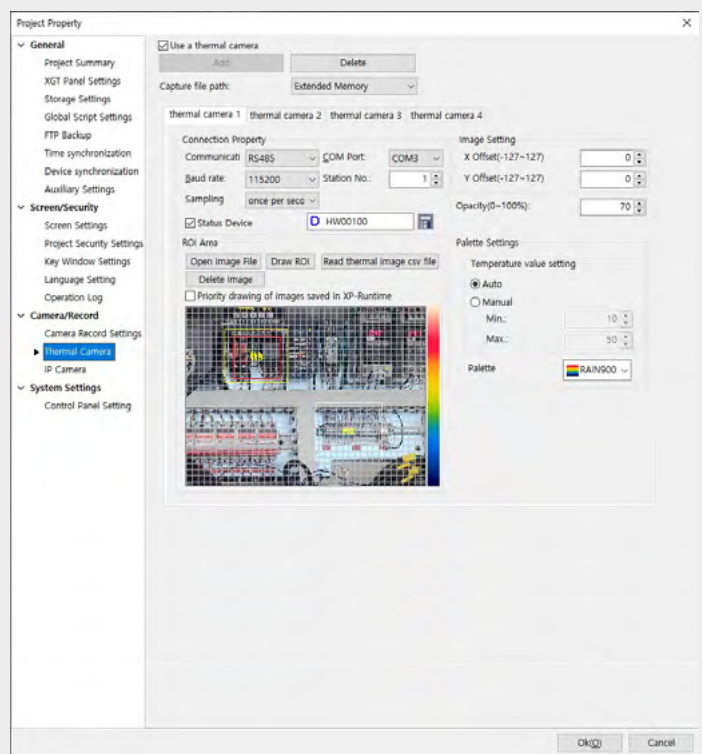 Project Property
General
Project Summary
XGT Panel Settings
Storage Settings
Global Script Settings
FTP Backup
Time synchronization
Device synchronization
Auxiliary Settings
Screen/Security
Screen Settings
Project Security Settings
Key Window Settings
Language Setting
Operation Log
Camera/Record
Camera Record Settings
Thermal Camera
IP Camera
System Settings
Control Panel Setting
Use a thermal camera
Add Delete
Capture file path: Extended Memory
thermal camera 1 thermal camera 2 thermal camera 3 thermal camera 4
Connection Property
Communicati RS485 COM Port: COM3
Baud rate: 115200 Station No.: 1
Sampling once per seco
Status Device D HW00100
ROI Area
Open Image File Draw ROI Read thermal image csv file
Delete Image
Priority drawing of images saved in XP-Runtime
Image Setting
X Offset(-127~127) 0
Y Offset(-127~127) 0
Opacity(0~100%): 70
Palette Settings
Temperature value setting
Auto
Manual
Min.: 10
Max.: 50
Palette RAIN900
Ok(O) Cancel